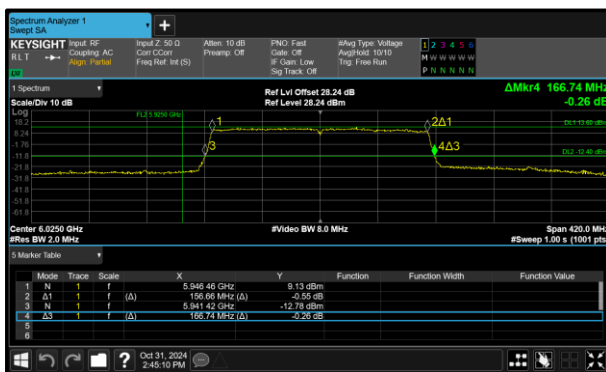 Spectrum Analyzer 1
Swept SA
KEYSIGHT Input: RF Input Z: 50 Ω Atten: 10 dB PNO: Fast #Avg Type: Voltage 1 2 3 4 5 6
RLT Coupling: AC Corr CCorr Preamp: Off Gate: Off Avg|Hold: 10/10 M W W W W W
Align: Partial Freq Ref: Int (S) IF Gain: Low Trig: Free Run
Sig Track: Off P N N N N N
1 Spectrum Ref Lvl Offset 28.24 dB ΔMkr4 166.74 MHz
Scale/Div 10 dB Ref Level 28.24 dBm -0.26 dB
Log
FL2 5.9250 GHz
18.2
1 2Δ1
DL1 13.60 dBm
8.24
-1.76
3 4Δ3
DL2 -12.40 dBm
-11.8
-21.8
-31.8
-41.8
-51.8
-61.8
Center 6.0250 GHz #Video BW 8.0 MHz Span 420.0 MHz
#Res BW 2.0 MHz #Sweep 1.00 s (1001 pts
5 Marker Table
Mode Trace Scale X Y Function Function Width Function Value
1 N 1 f 5.946 46 GHz 9.13 dBm
2 Δ1 1 f (Δ) 156.66 MHz (Δ) -0.55 dB
3 N 1 f 5.941 42 GHz -12.78 dBm
4 Δ3 1 f (Δ) 166.74 MHz (Δ) -0.26 dB
5
6
? Oct 31, 2024
2:45:10 PM